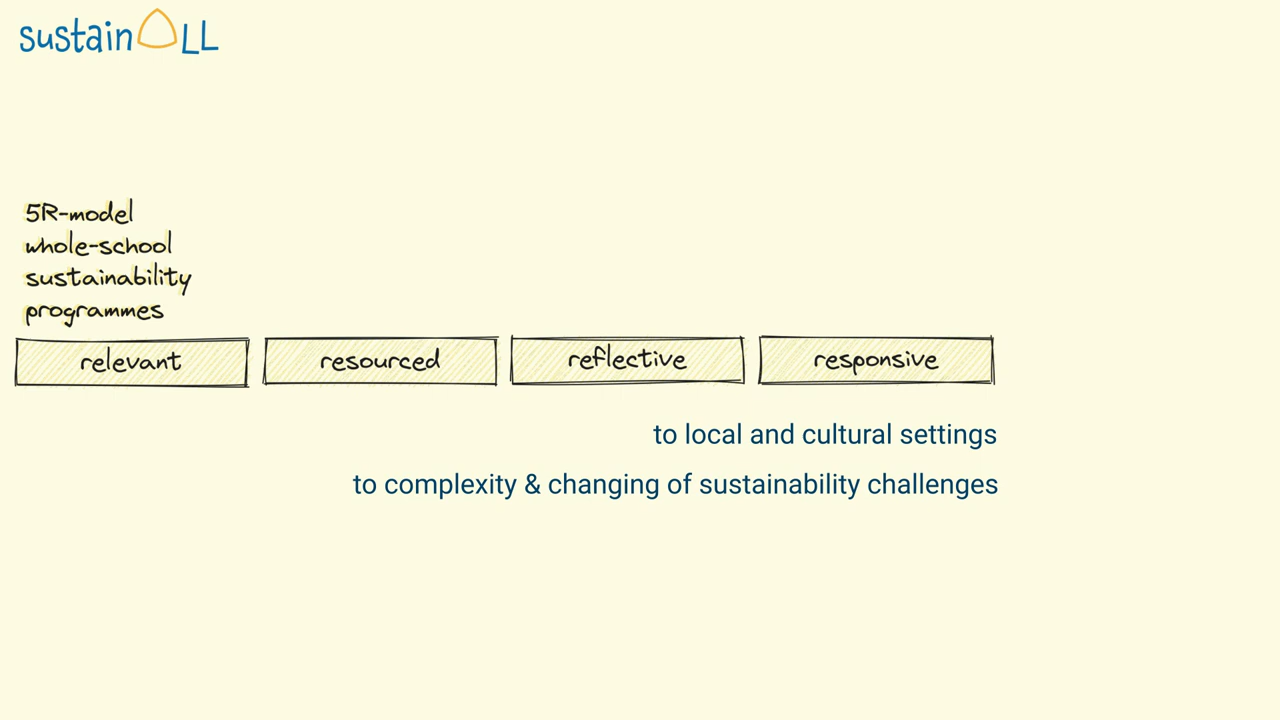 sustainALL
5R-model
whole-school
sustainability
programmes
relevant
resourced
reflective
responsive
to local and cultural settings
to complexity & changing of sustainability challenges